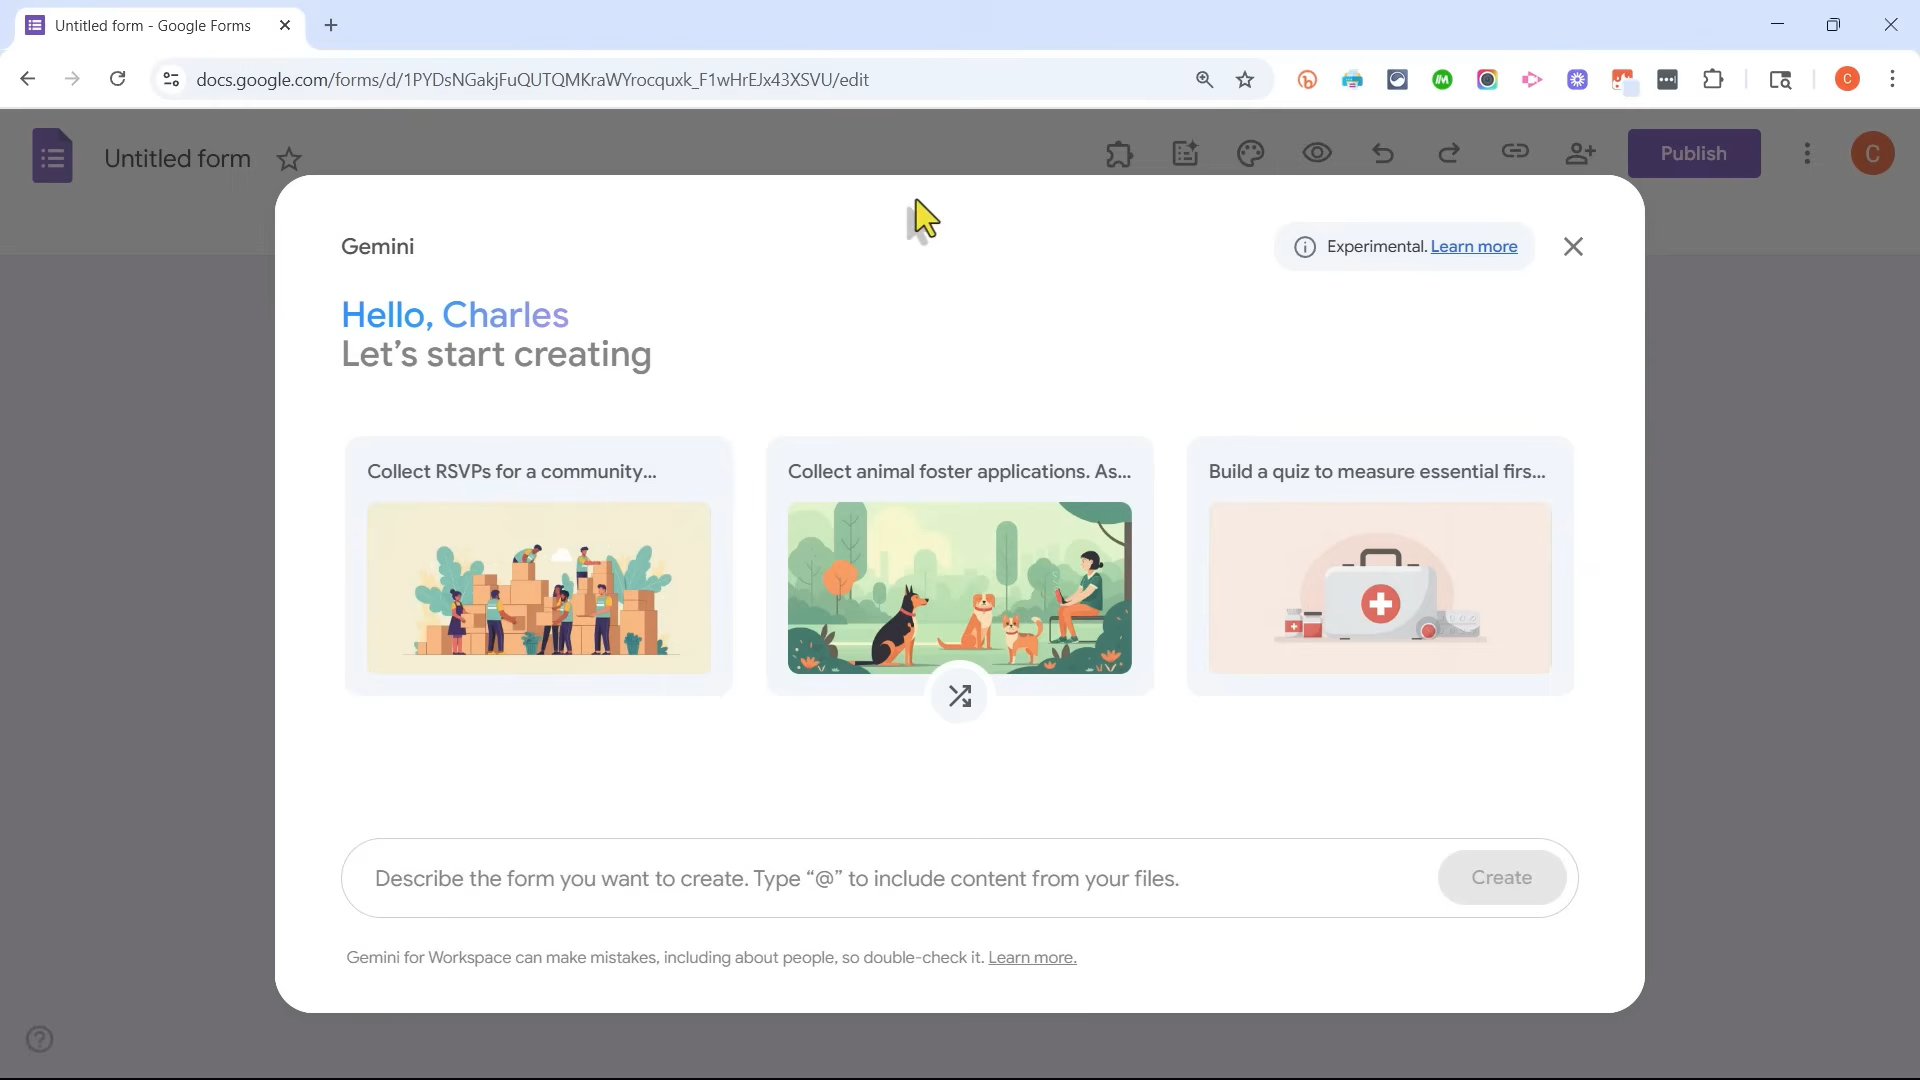 Untitled form - Google Forms
docs.google.com/forms/d/1PYDsNGakjFuQUTQMKraWYrocquxk_F1wHrEJx43XSVU/edit
C
Untitled form
Publish
C
Gemini
Experimental. Learn more
Hello, Charles
Let’s start creating
Collect RSVPs for a community...
Collect animal foster applications. As...
Build a quiz to measure essential firs...
Describe the form you want to create. Type “@” to include content from your files.
Create
Gemini for Workspace can make mistakes, including about people, so double-check it. Learn more.